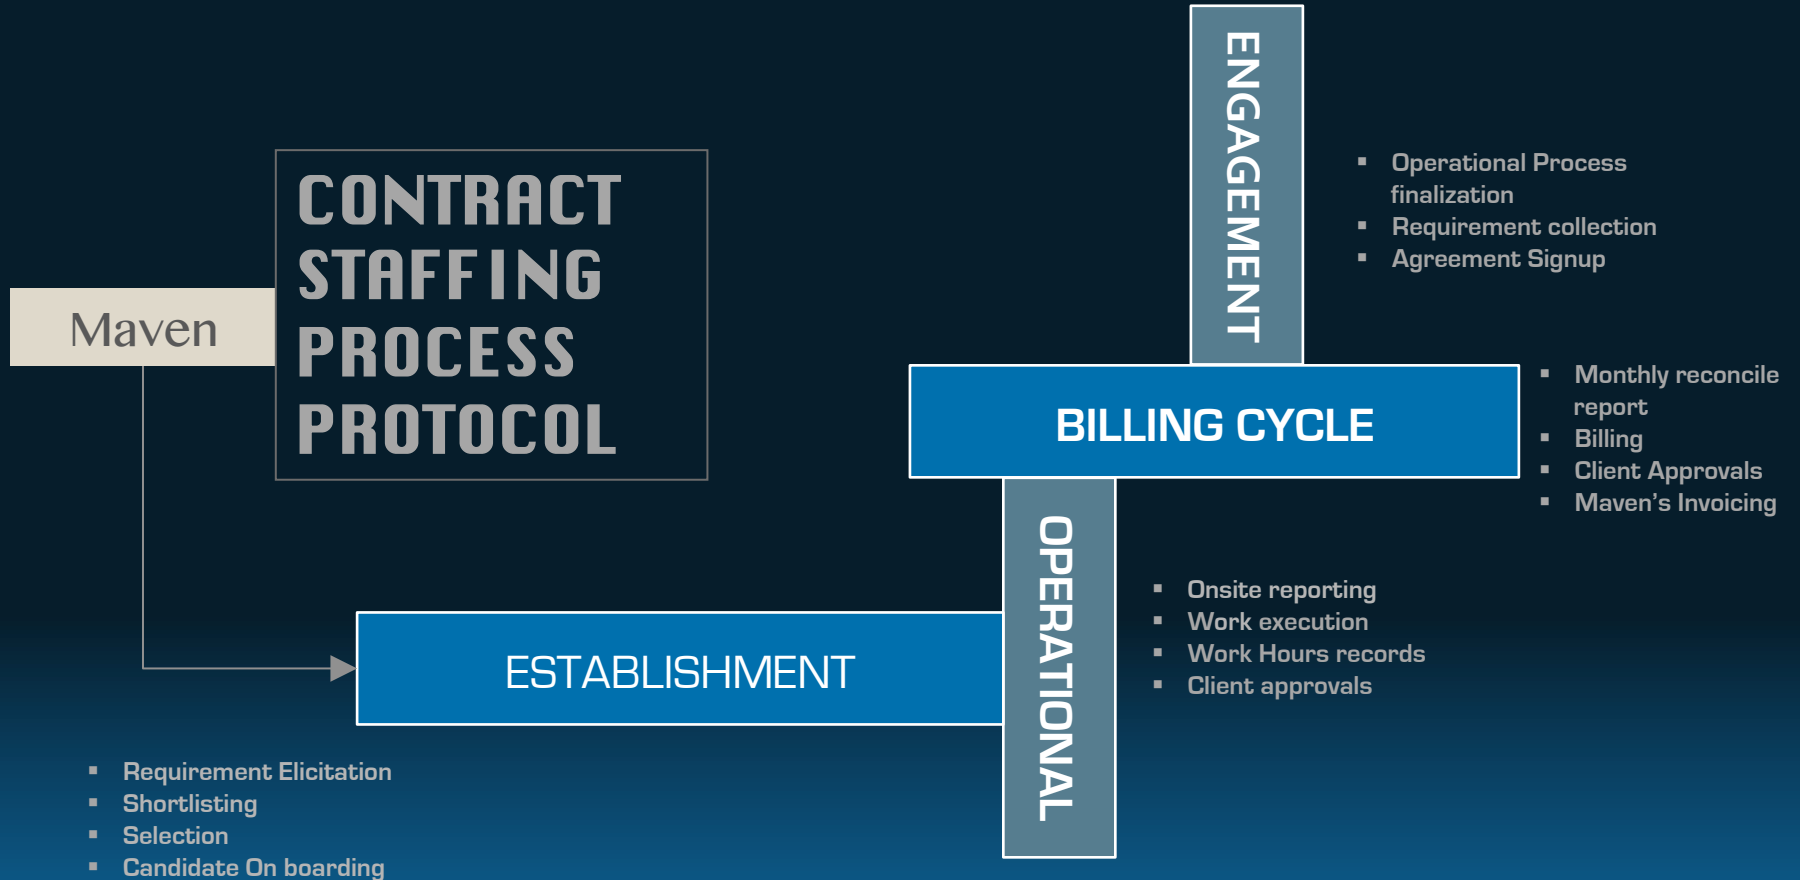 Maven
CONTRACT
STAFFING
PROCESS
PROTOCOL
ENGAGEMENT
▪ Operational Process
finalization
▪ Requirement collection
▪ Agreement Signup
BILLING CYCLE
▪ Monthly reconcile
report
▪ Billing
▪ Client Approvals
▪ Maven’s Invoicing
OPERATIONAL
▪ Onsite reporting
▪ Work execution
▪ Work Hours records
▪ Client approvals
ESTABLISHMENT
▪ Requirement Elicitation
▪ Shortlisting
▪ Selection
▪ Candidate On boarding